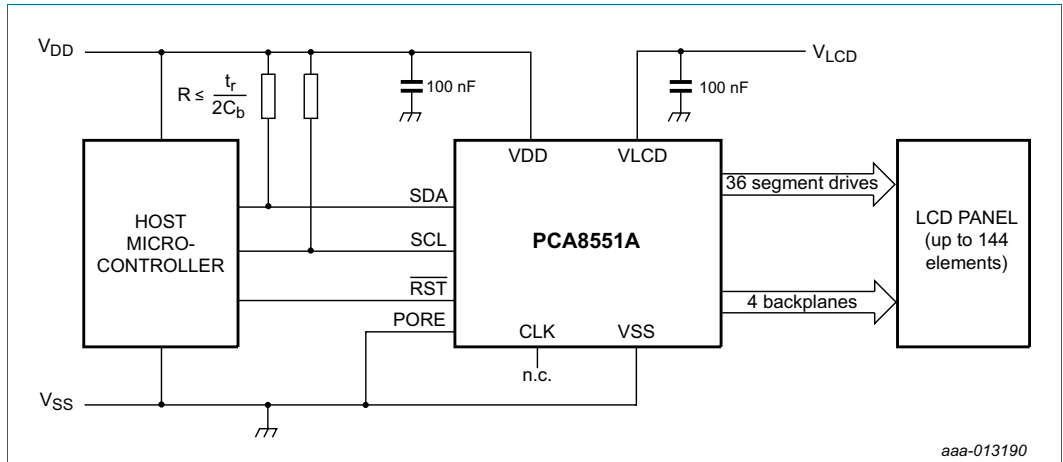 VDD
VLCD
R ≤ tr
2Cb
100 nF
100 nF
VDD
VLCD
SDA
SCL
RST
PORE
HOST
MICRO-
CONTROLLER
PCA8551A
CLK
VSS
n.c.
36 segment drives
4 backplanes
LCD PANEL
(up to 144
elements)
VSS
aaa-013190